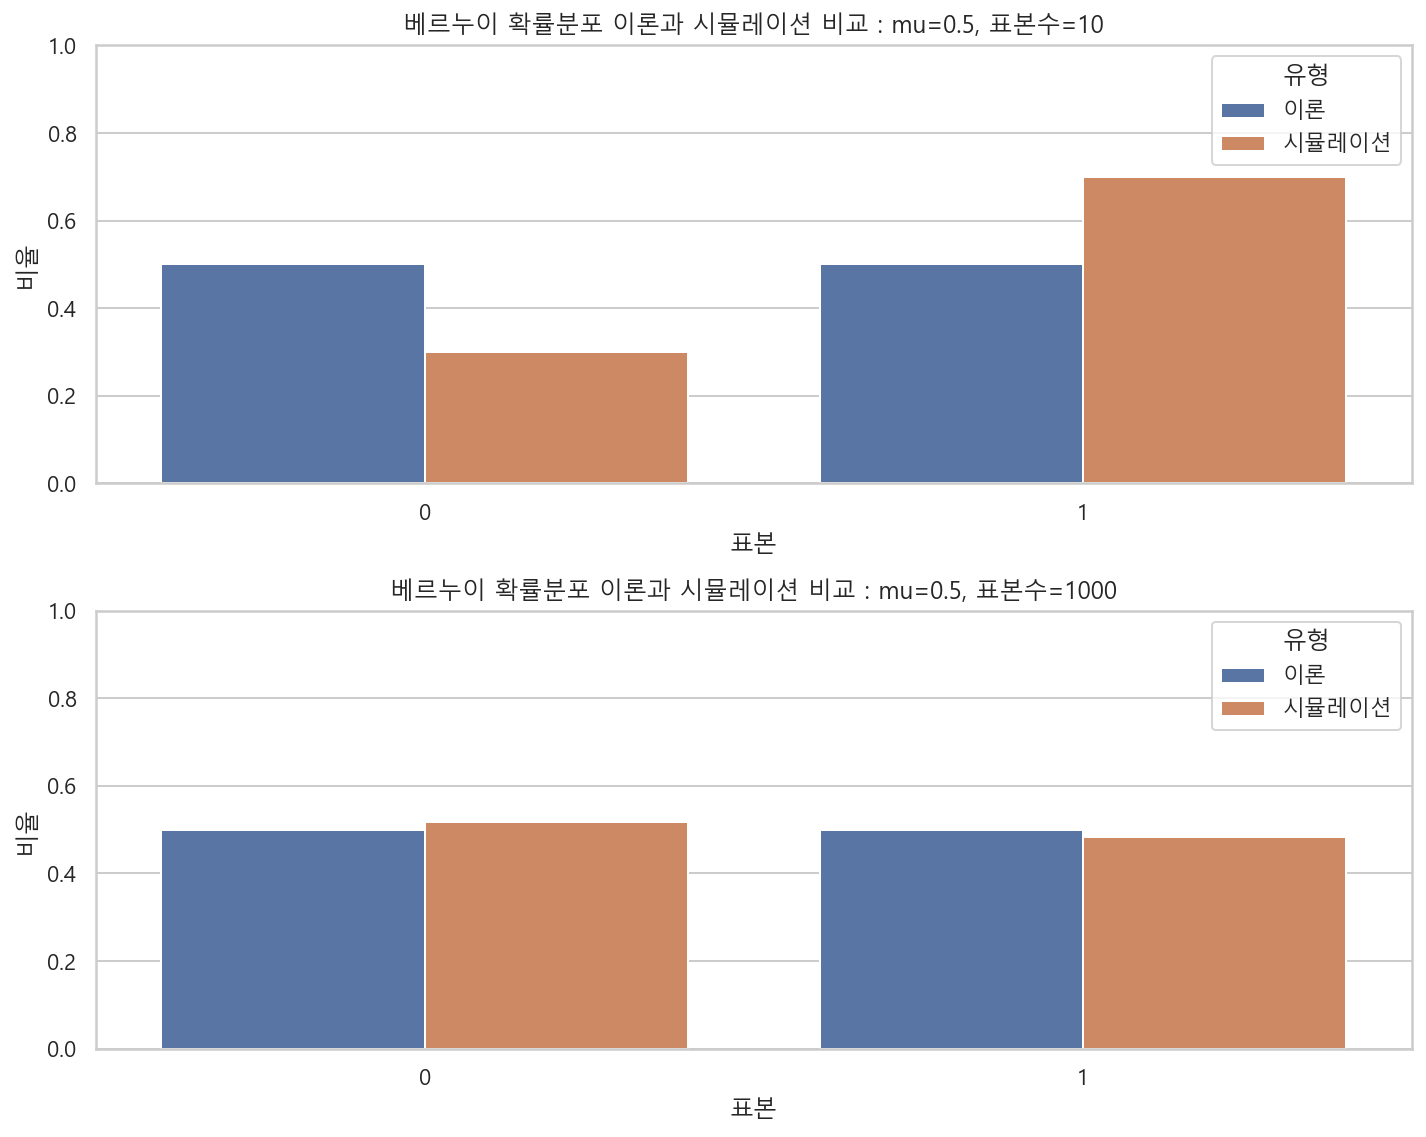 베르누이 확률분포 이론과 시뮬레이션 비교 : mu=0.5, 표본수=10
1.0
0.8
0.6
0.4
0.2
0.0
비율
유형
이론
시뮬레이션
0
1
표본
베르누이 확률분포 이론과 시뮬레이션 비교 : mu=0.5, 표본수=1000
1.0
0.8
0.6
0.4
0.2
0.0
비율
유형
이론
시뮬레이션
0
1
표본